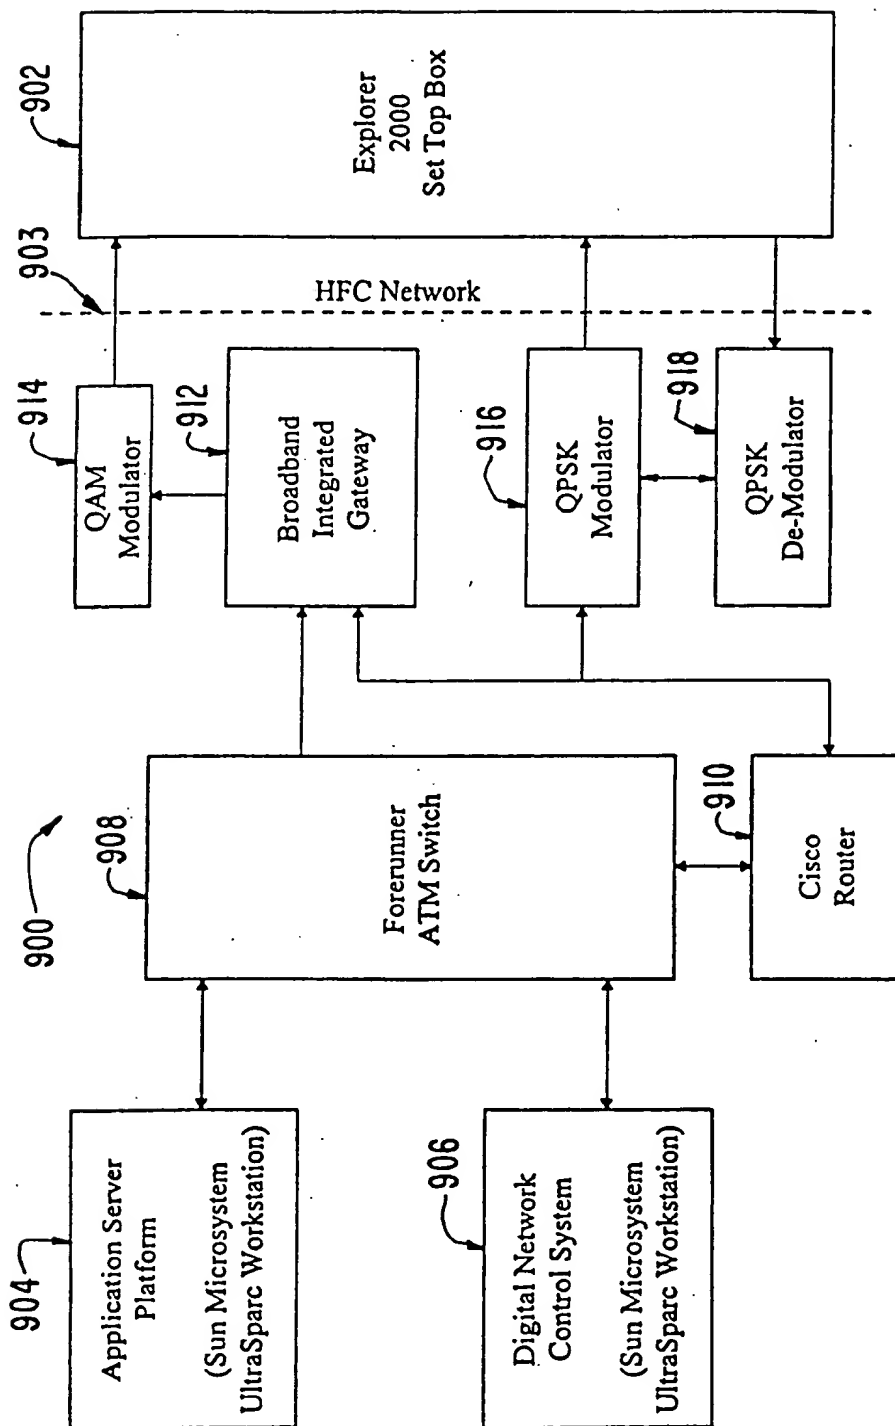 900
904
Application Server
Platform
(Sun Microsystem
UltraSparc Workstation)
906
Digital Network
Control System
(Sun Microsystem
UltraSparc Workstation)
908
Forerunner
ATM Switch
910
Cisco
Router
914
QAM
Modulator
912
Broadband
Integrated
Gateway
916
QPSK
Modulator
918
QPSK
De-Modulator
903
HFC Network
902
Explorer
2000
Set Top Box